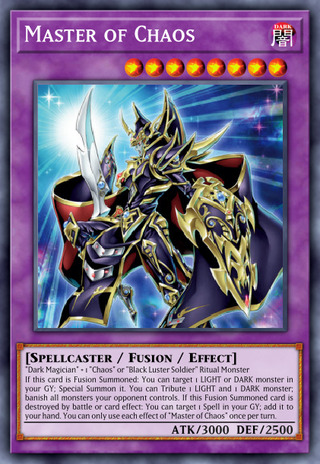 Master of Chaos
DARK
闇
[Spellcaster / Fusion / Effect]
"Dark Magician" + 1 "Chaos" or "Black Luster Soldier" Ritual Monster
If this card is Fusion Summoned: You can target 1 LIGHT or DARK monster in
your GY; Special Summon it. You can Tribute 1 LIGHT and 1 DARK monster;
banish all monsters your opponent controls. If this Fusion Summoned card is
destroyed by battle or card effect: You can target 1 Spell in your GY; add it to
your hand. You can only use each effect of "Master of Chaos" once per turn.
ATK/3000 DEF/2500